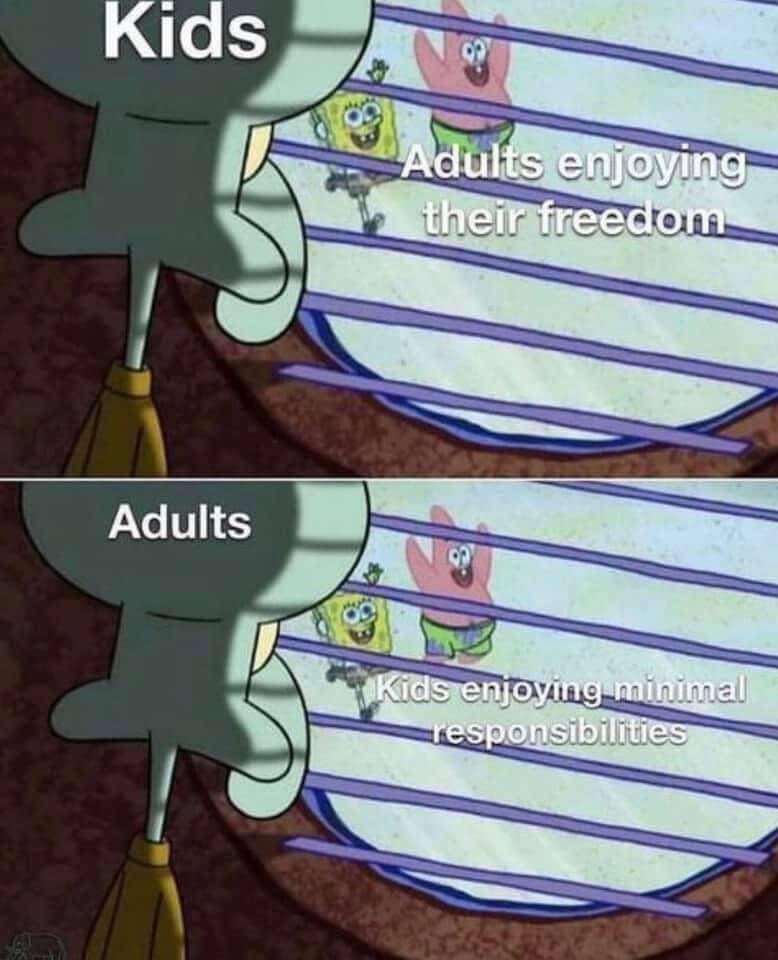 Kids
Adults enjoying
their freedom
Adults
Kids enjoying minimal
responsibilities